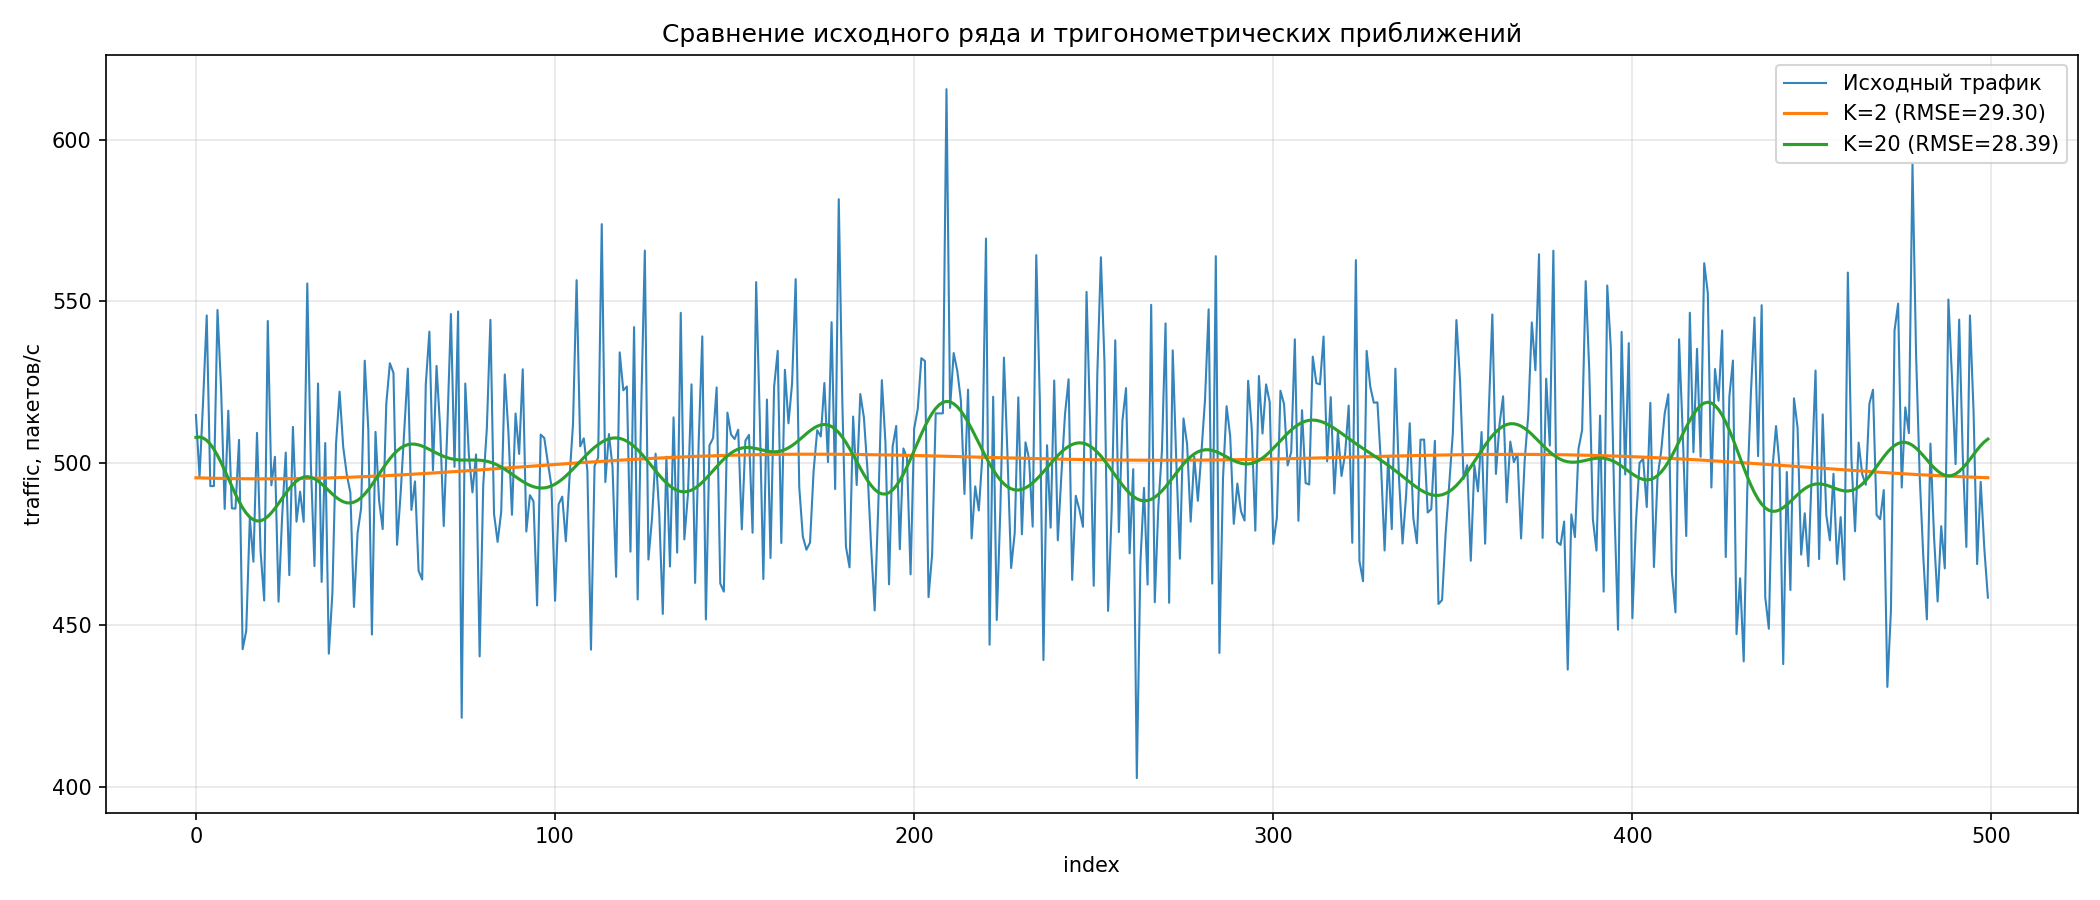 Сравнение исходного ряда и тригонометрических приближений
Исходный трафик
K=2 (RMSE=29.30)
K=20 (RMSE=28.39)
traffic, пакетов/с
600
550
500
450
400
0 100 200 300 400 500
index